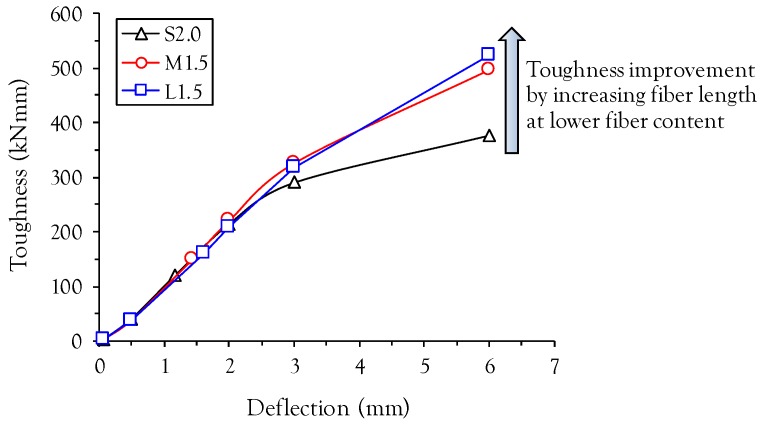 600
500
400
300
200
100
0
Toughness (kNmm)
S2.0
M1.5
L1.5
Toughness improvement
by increasing fiber length
at lower fiber content
0 1 2 3 4 5 6 7
Deflection (mm)